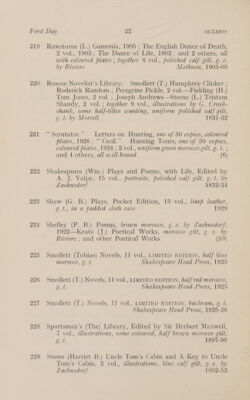 First Day 22 OCTAVO
219 Rawstorne (L.) Gamonia, 1905; The English Dance of Death,
2 vol., 1903; The Dance of Life, 1903; and 2 others, all
with coloured plates; together 6 vol., polished calf gilt, g. e.
by Riviere Methuen, 1903-05
220 Roscoe Novelist's Library. Smollett (T.) Humphrey Clinker;
Roderick Random; Peregrine Pickle, 2 vol.—Fielding (H.)
Tom Jones, 2 vol.; Joseph Andrews—Sterne (L.) Tristam
Shandy, 2 vol.; together 9 vol., illustrations by G. Cruik-
shank, some half-titles wanting, uniform polished calf gilt,
g. t. by Morrell 1831-32
221 "Scrutator." Letters on Hunting, one of 50 copies, coloured
plates, 1926; "Cecil." Hunting Tours, one of 50 copies,
coloured plates, 1924; 2 vol., uniform green morocco gilt, g. t.;
and 4 others, all well bound (6)
222 Shakespeare (Wm.) Plays and Poems, with Life, Edited by
A. J. Valpy, 15 vol., portraits, polished calf gilt, g. t. by
Zaehnsdorf 1832-34
223 Shaw (G. B.) Plays, Pocket Edition, 13 vol., limp leather,
g. t., in a padded cloth case 1929
224 Shelley (P. B.) Poems, brown morocco, g. e. by Zaehnsdorf,
1922—Keats (J.) Poetical Works, morocco gilt, g. e. by
Riviere; and other Poetical Works (10)
225 Smollett (Tobias) Novels, 11 vol., LIMITED EDITION, half blue
morocco, g. t. Shakespeare Head Press, 1925
226 Smollett (T.) Novels, 11 vol., LIMITED EDITION, half red morocco,
g. t. Shakespeare Head Press, 1925
227 Smollett (T.) Novels, 11 vol., LIMITED EDITION, buckram, g. t.
Shakespeare Head Press, 1925-26
228 Sportsman's (The) Library, Edited by Sir Herbert Maxwell,
7 vol., illustrations, some coloured, half brown morocco gilt,
g. t. 1897-98
229 Stowe (Harriet B.) Uncle Tom's Cabin and A Key to Uncle
Tom's Cabin, 2 vol., illustrations, blue calf gilt, g. e. by
Zaehnsdorf 1852-53